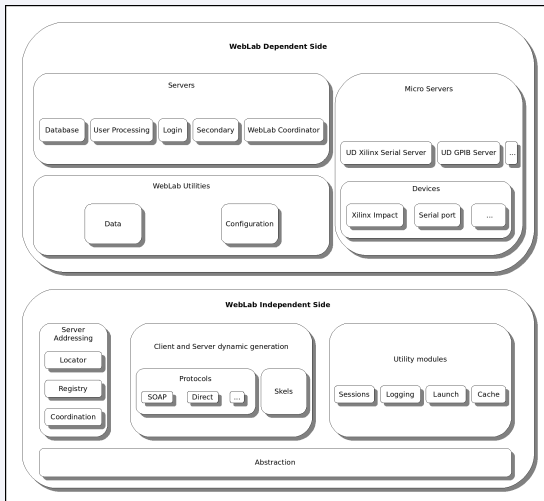 WebLab Dependent Side
Servers
Database
User Processing
Login
Secondary
WebLab Coordinator
WebLab Utilities
Data
Configuration
Micro Servers
UD Xilinx Serial Server
UD GPIB Server
...
Devices
Xilinx Impact
Serial port
...
WebLab Independent Side
Server
Addressing
Locator
Registry
Coordination
Client and Server dynamic generation
Protocols
SOAP
Direct
...
Skels
Utility modules
Sessions
Logging
Launch
Cache
Abstraction